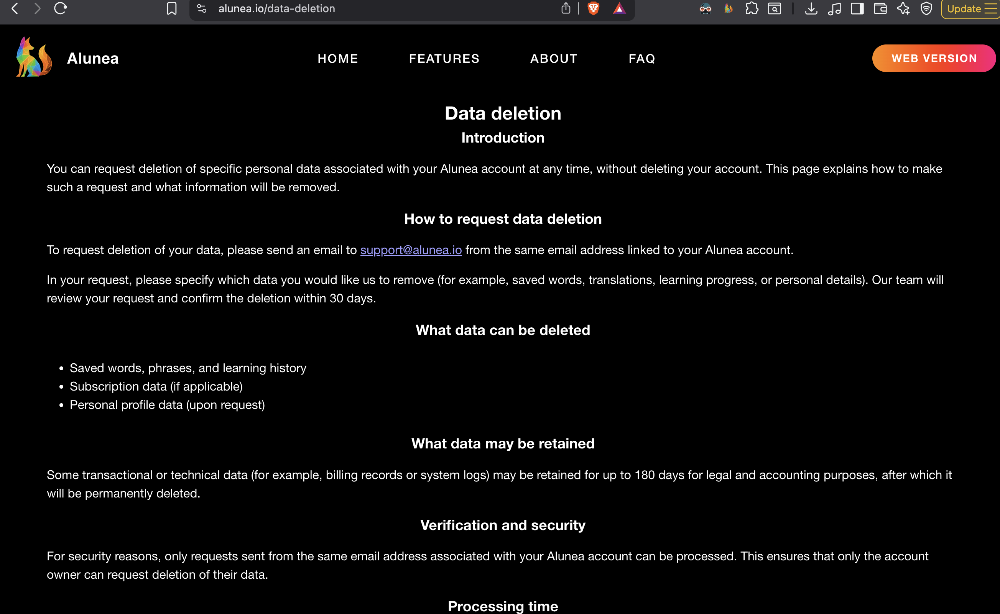 alunea.io/data-deletion
Update
Alunea
HOME
FEATURES
ABOUT
FAQ
WEB VERSION
Data deletion
Introduction
You can request deletion of specific personal data associated with your Alunea account at any time, without deleting your account. This page explains how to make
such a request and what information will be removed.
How to request data deletion
To request deletion of your data, please send an email to support@alunea.io from the same email address linked to your Alunea account.
In your request, please specify which data you would like us to remove (for example, saved words, translations, learning progress, or personal details). Our team will
review your request and confirm the deletion within 30 days.
What data can be deleted
• Saved words, phrases, and learning history
• Subscription data (if applicable)
• Personal profile data (upon request)
What data may be retained
Some transactional or technical data (for example, billing records or system logs) may be retained for up to 180 days for legal and accounting purposes, after which it
will be permanently deleted.
Verification and security
For security reasons, only requests sent from the same email address associated with your Alunea account can be processed. This ensures that only the account
owner can request deletion of their data.
Processing time